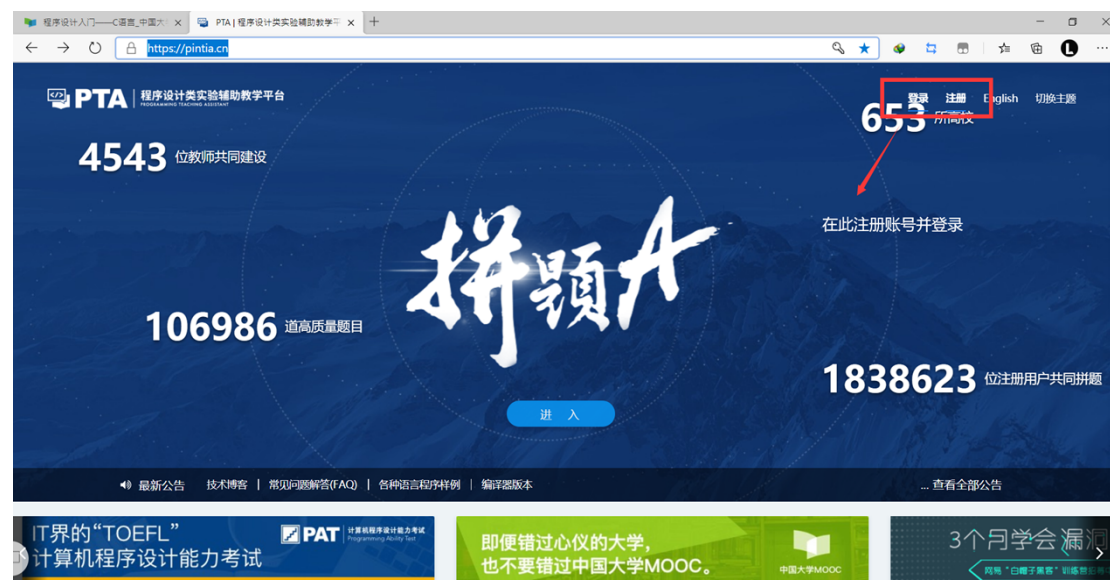 程序设计入门——C语言_中国大
PTA | 程序设计类实验辅助教学平
https://pintia.cn
L
PTA 程序设计类实验辅助教学平台
PROGRAMMING TEACHING ASSISTANT
登录 注册 English 切换主题
653 所高校
4543 位教师共同建设
在此注册账号并登录
拼题A
106986 道高质量题目
1838623 位注册用户共同拼题
进 入
最新公告 技术博客 | 常见问题解答(FAQ) | 各种语言程序样例 | 编译器版本 ... 查看全部公告
IT界的“TOEFL”
计算机程序设计能力考试
PAT 计算机程序设计能力考试
Programming Ability Test
即便错过心仪的大学,
也不要错过中国大学MOOC。
中国大学MOOC
3个月学会漏洞
网易“白帽子黑客”训练营